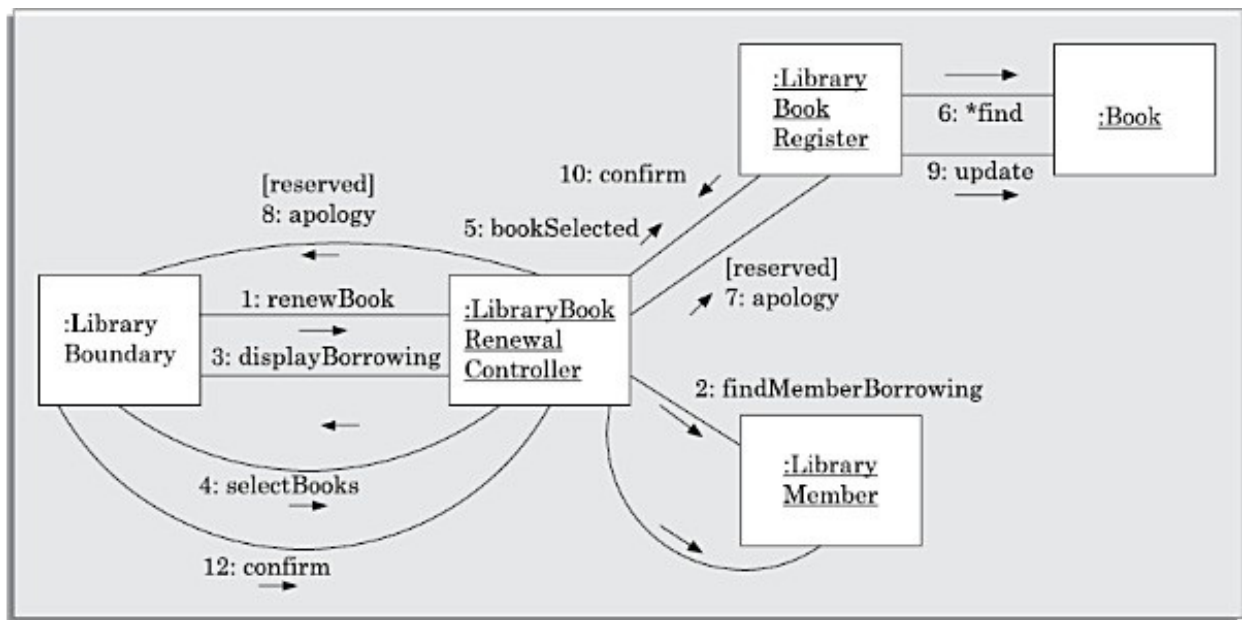 :Library
Book
Register
6: *find
:Book
9: update
10: confirm
[reserved]
8: apology
5: bookSelected
[reserved]
7: apology
1: renewBook
:Library
Boundary
3: displayBorrowing
:LibraryBook
Renewal
Controller
2: findMemberBorrowing
:Library
Member
4: selectBooks
12: confirm